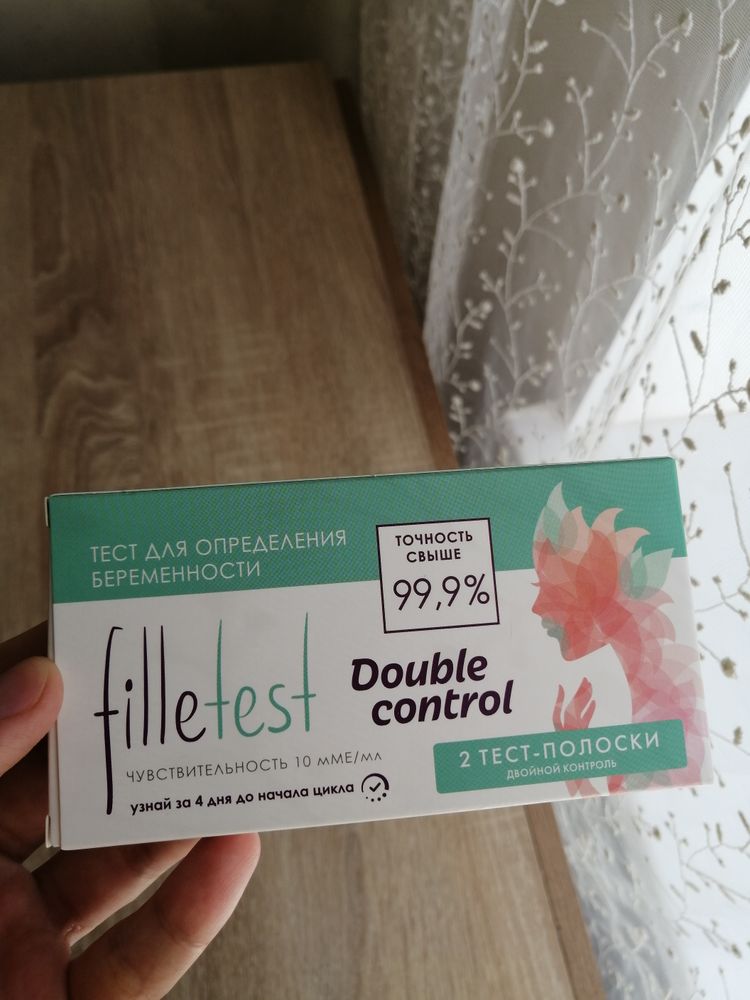 ТЕСТ ДЛЯ ОПРЕДЕЛЕНИЯ
БЕРЕМЕННОСТИ
ТОЧНОСТЬ
СВЫШЕ
99,9%
filletest
Double
control
ЧУВСТВИТЕЛЬНОСТЬ 10 мМЕ/мл
узнай за 4 дня до начала цикла
2 ТЕСТ-ПОЛОСКИ
ДВОЙНОЙ КОНТРОЛЬ